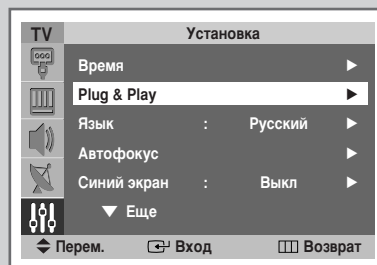 TV Установка
Время ▶
Plug & Play ▶
Язык : Русский ▶
Автофокус ▶
Синий экран : Выкл ▶
▼ Еще
Перем. Вход Возврат